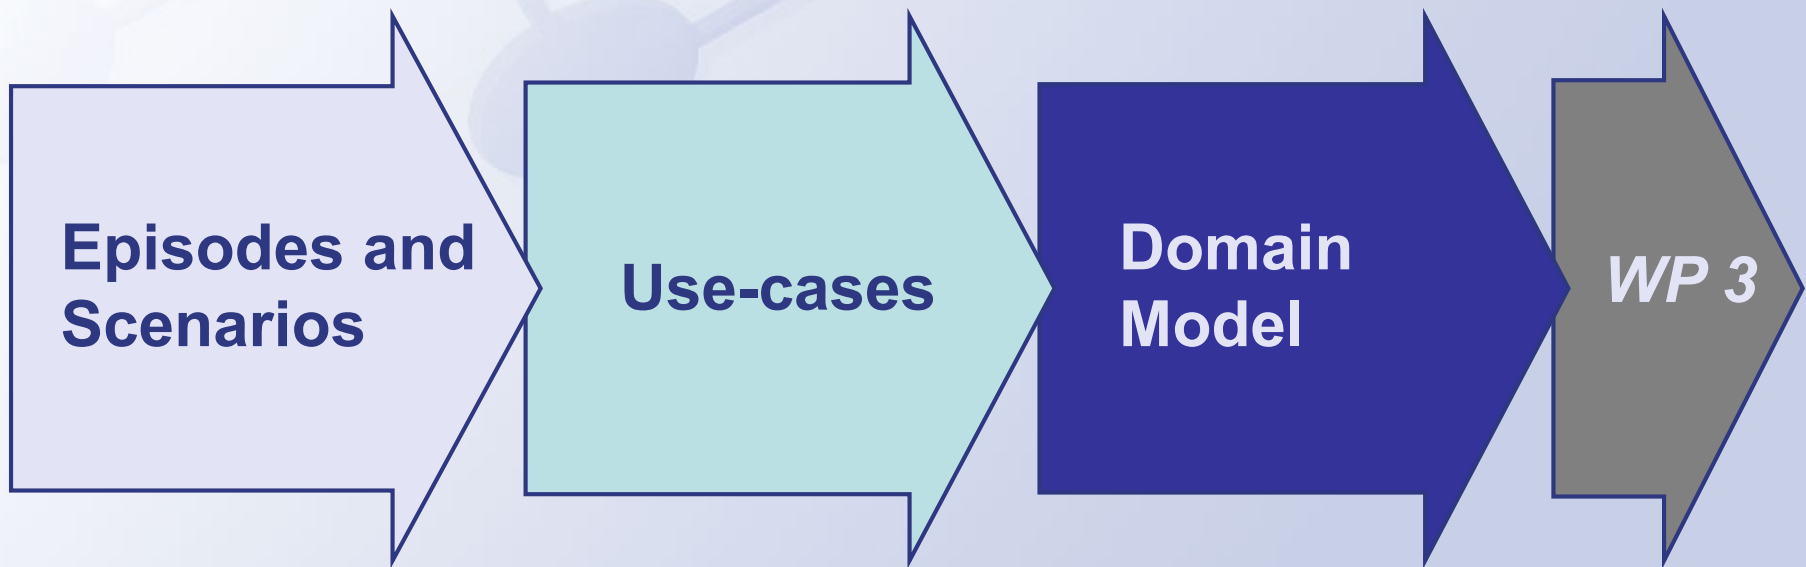 Episodes and
Scenarios
Use-cases
Domain
Model
WP 3